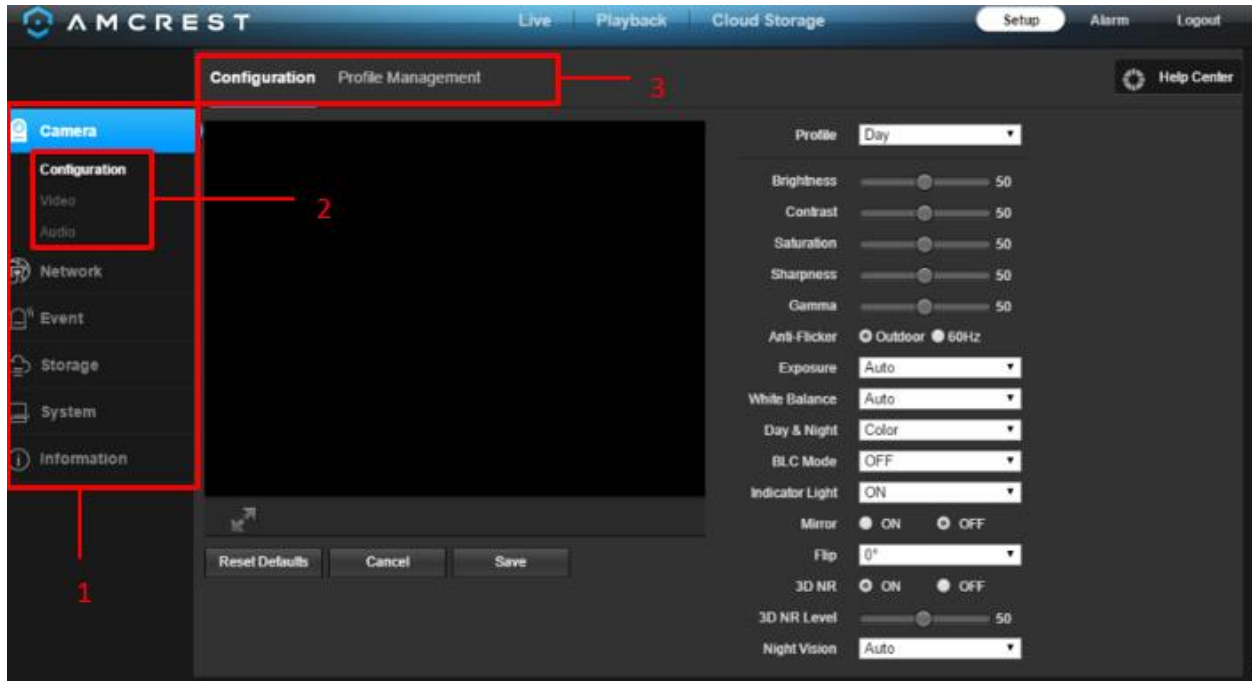 AMCREST Live Playback Cloud Storage Setup Alarm Logout
Configuration Profile Management 3 Help Center
Camera
Configuration
Video
Audio
2
Network
Event
Storage
System
Information
1
Profile Day
Brightness 50
Contrast 50
Saturation 50
Sharpness 50
Gamma 50
Anti-Flicker Outdoor 60Hz
Exposure Auto
White Balance Auto
Day & Night Color
BLC Mode OFF
Indicator Light ON
Mirror ON OFF
Flip 0°
3D NR ON OFF
3D NR Level 50
Night Vision Auto
Reset Defaults Cancel Save